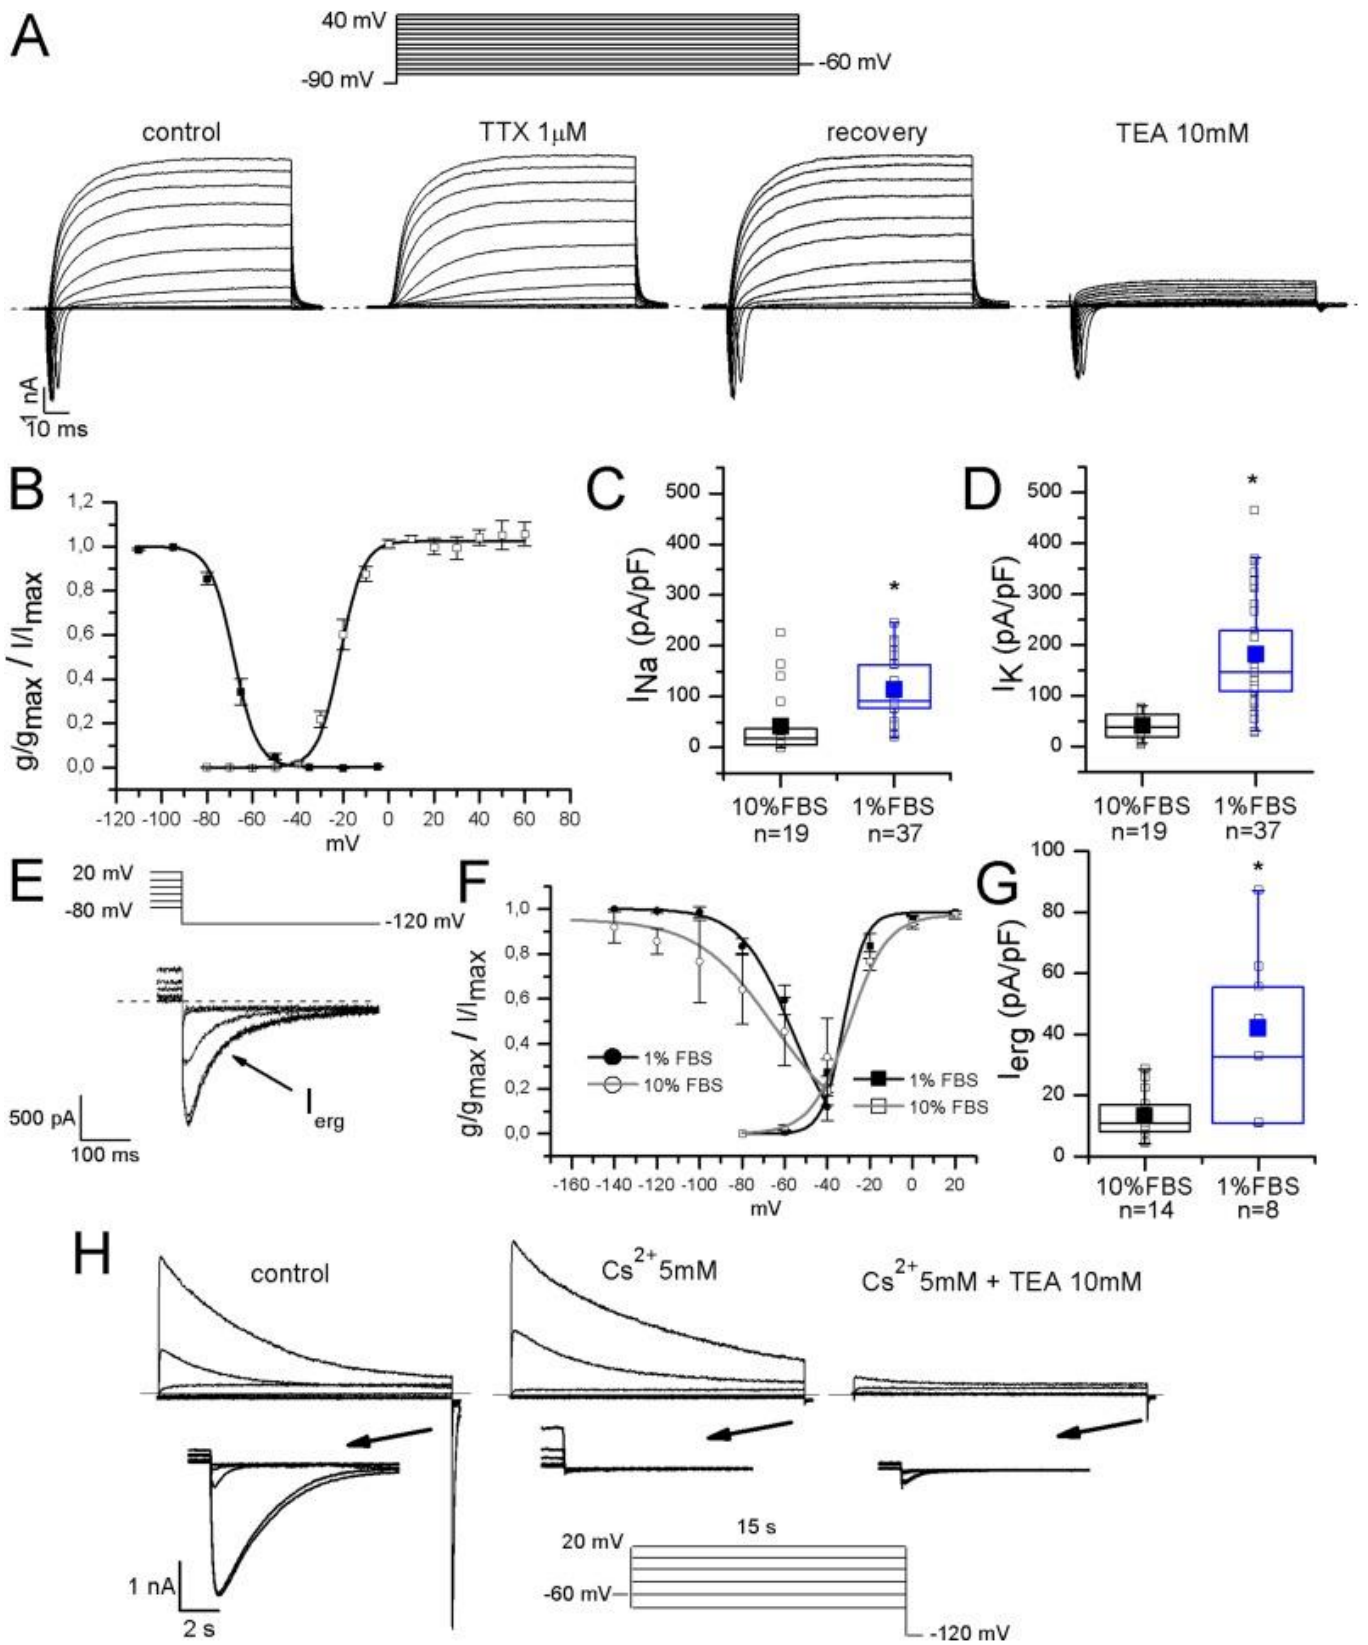 A
40 mV
-90 mV
-60 mV
control
TTX 1μM
recovery
TEA 10mM
1 nA
10 ms
B
g/gmax / I/Imax
1,2
1,0
0,8
0,6
0,4
0,2
0,0
-120 -100 -80 -60 -40 -20 0 20 40 60 80
mV
C
INa (pA/pF)
500
400
300
200
100
0
*
10%FBS
n=19
1%FBS
n=37
D
IK (pA/pF)
500
400
300
200
100
0
*
10%FBS
n=19
1%FBS
n=37
E
20 mV
-80 mV
-120 mV
Ierg
500 pA
100 ms
F
g/gmax / I/Imax
1,0
0,8
0,6
0,4
0,2
0,0
1% FBS
10% FBS
1% FBS
10% FBS
-160 -140 -120 -100 -80 -60 -40 -20 0 20
mV
G
Ierg (pA/pF)
100
80
60
40
20
0
*
10%FBS
n=14
1%FBS
n=8
H
control
Cs2+ 5mM
Cs2+ 5mM + TEA 10mM
1 nA
2 s
15 s
20 mV
-60 mV
-120 mV